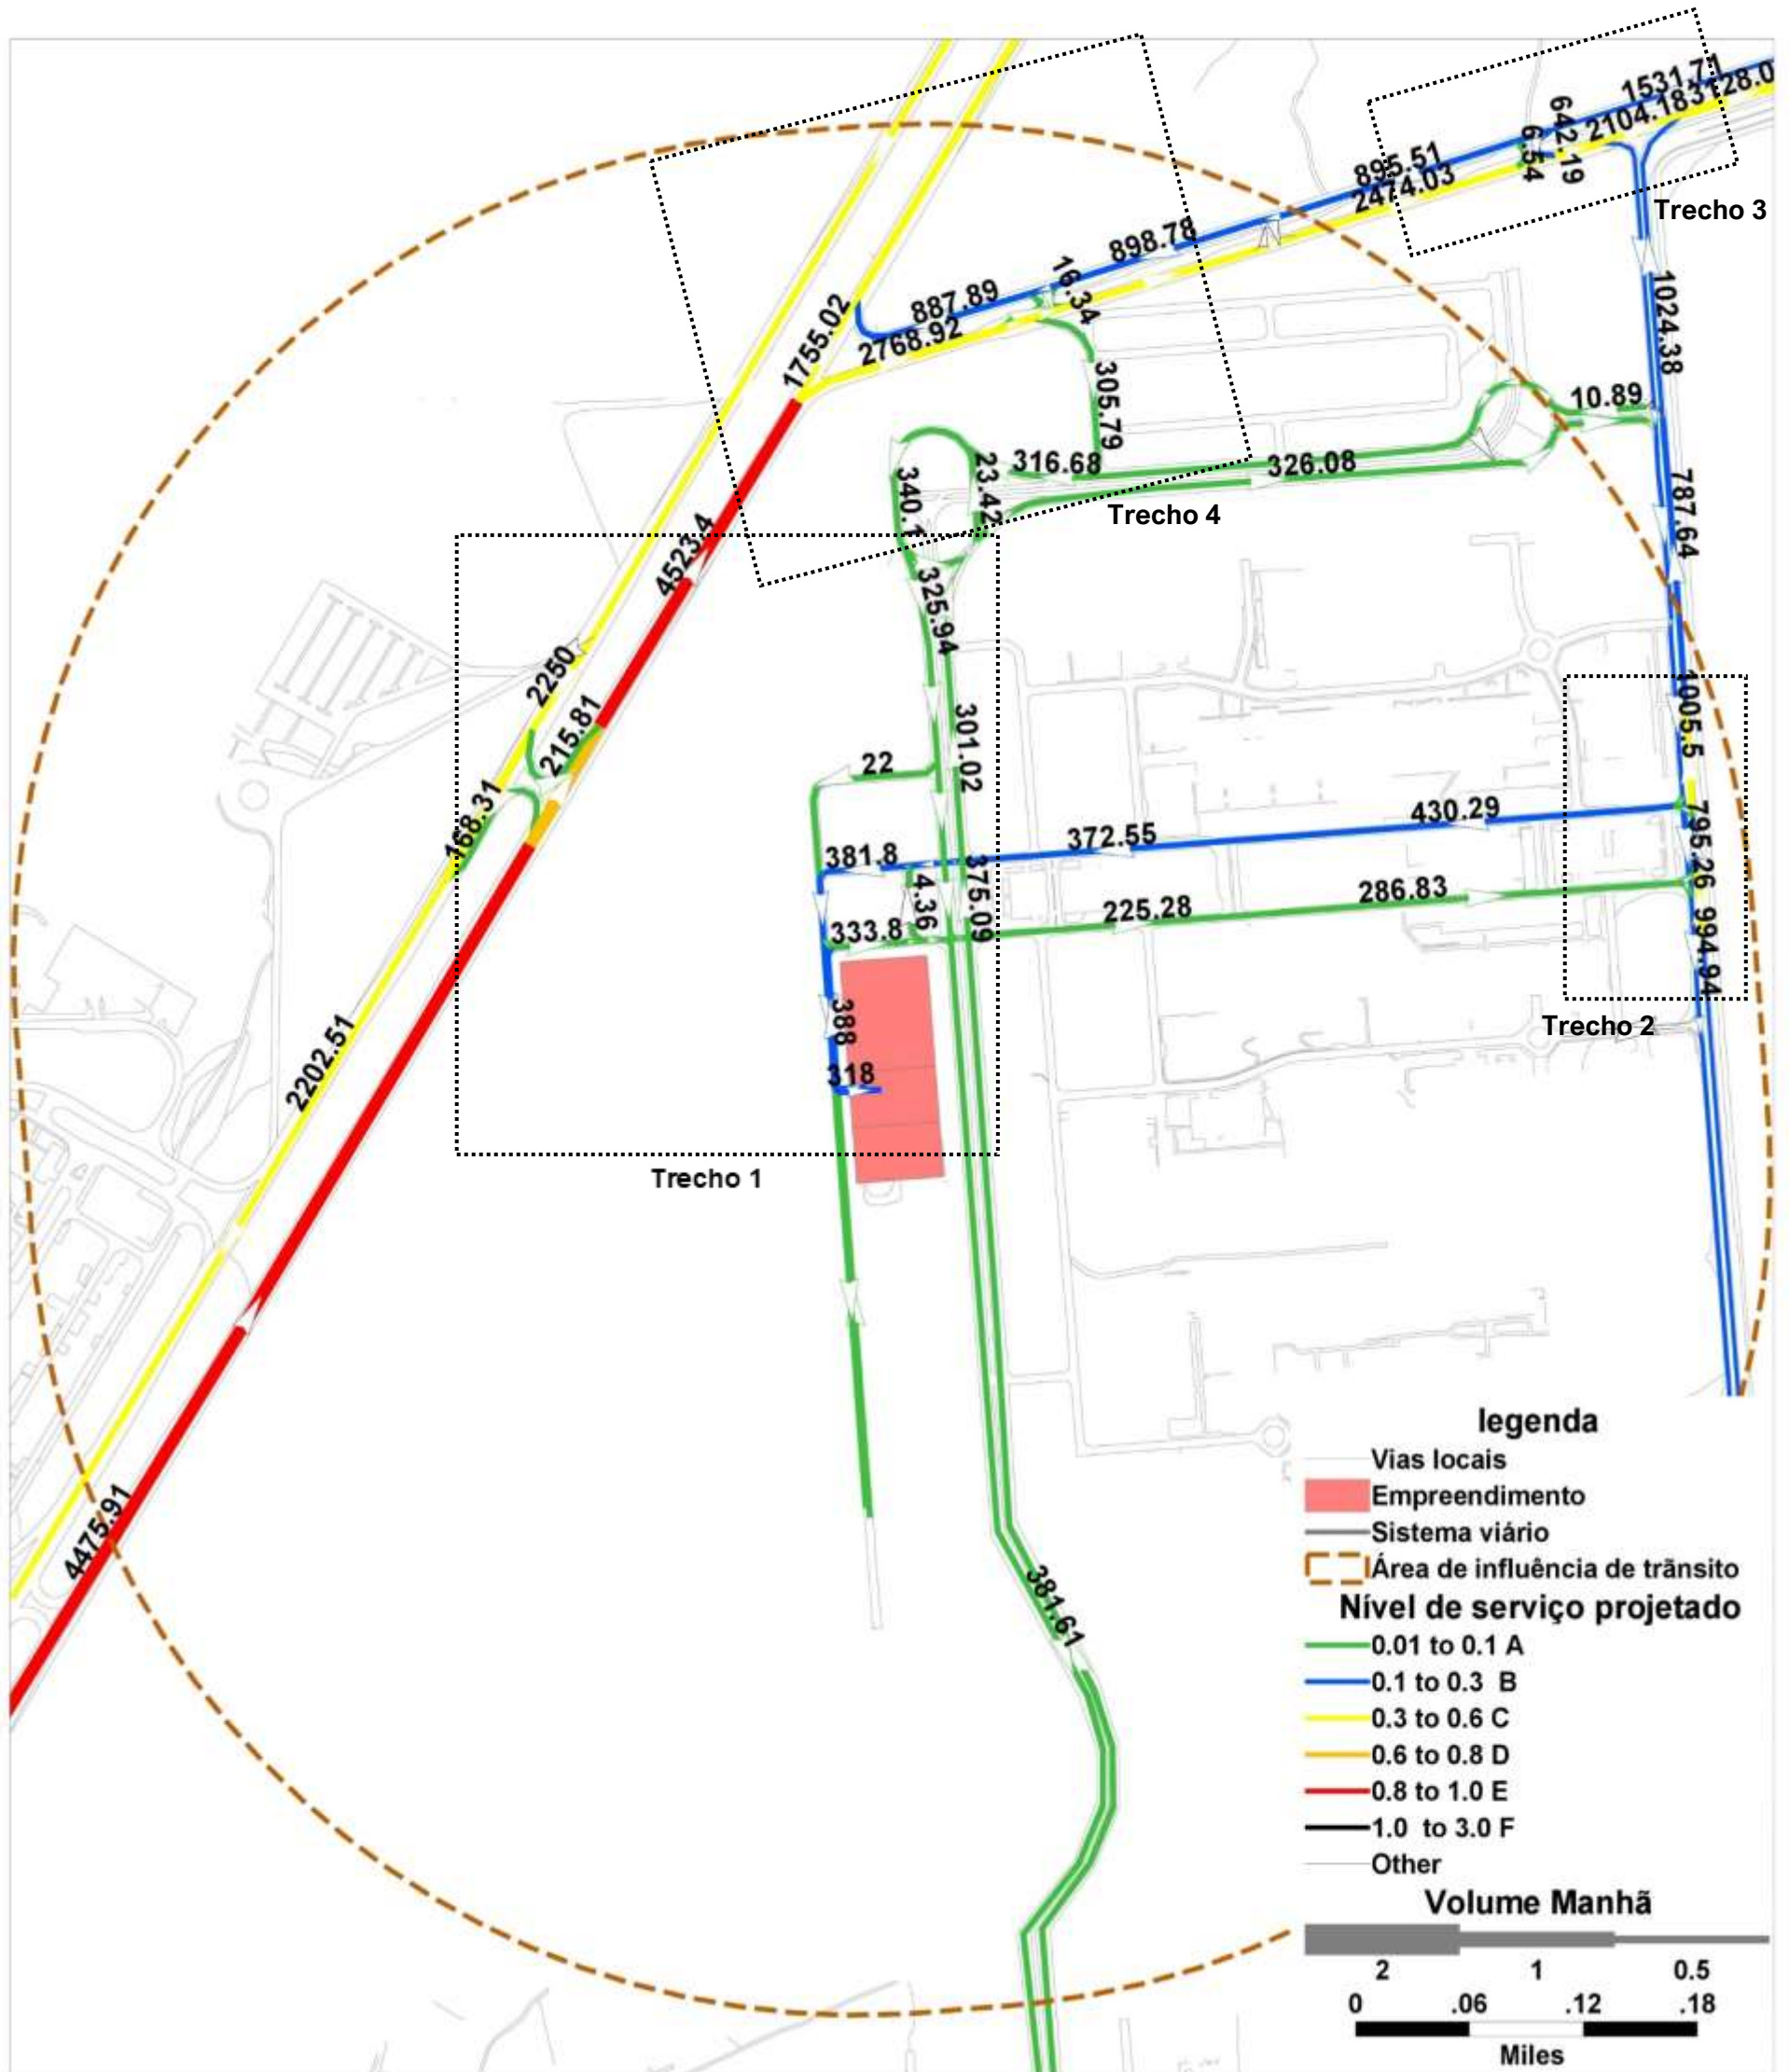 1531.71
2104.18
3128.0
642.19
6.54
895.51
2474.03
Trecho 3
898.78
16.34
887.89
2768.92
1755.02
1024.38
305.79
10.89
23.42
316.68
326.08
340.1
Trecho 4
787.64
4523.4
325.94
2250
215.81
301.02
1005.5
22
168.31
430.29
372.55
381.8
795.26
4.36
375.09
286.83
225.28
333.8
994.94
388
318
Trecho 2
2202.51
Trecho 1
4475.91
381.61
legenda
Vias locais
Empreendimento
Sistema viário
Área de influência de trãnsito
Nível de serviço projetado
0.01 to 0.1 A
0.1 to 0.3 B
0.3 to 0.6 C
0.6 to 0.8 D
0.8 to 1.0 E
1.0 to 3.0 F
Other
Volume Manhã
2 1 0.5
0 .06 .12 .18
Miles